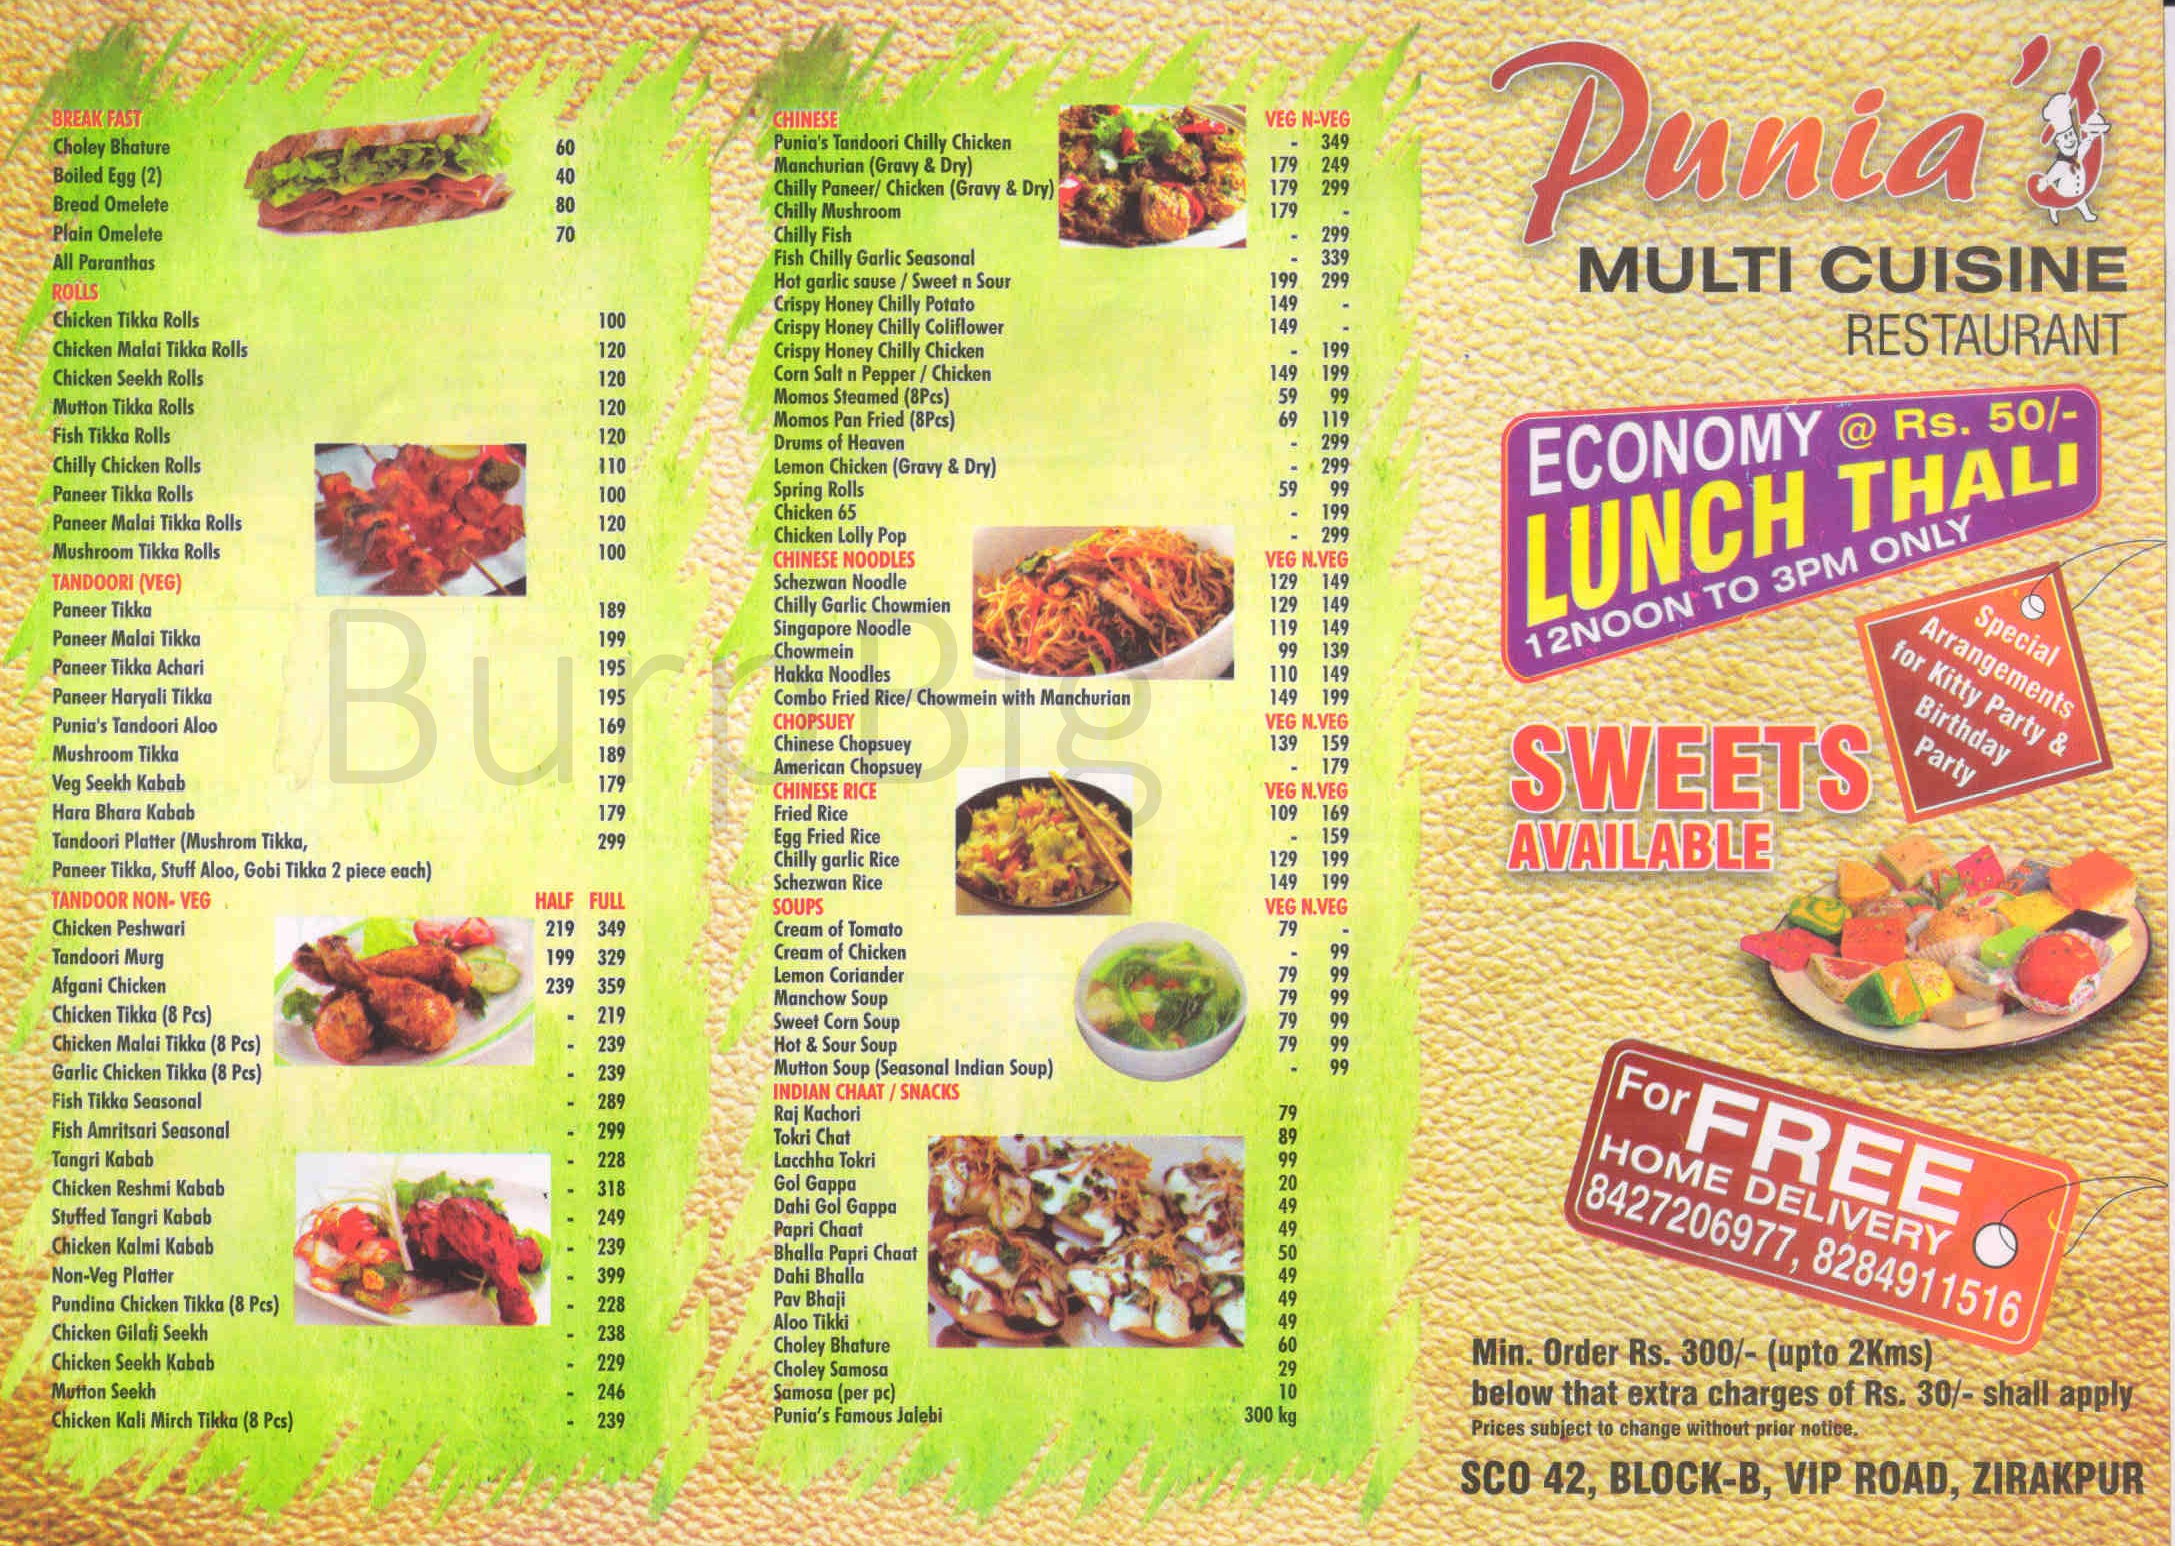 BREAK FAST
Choley Bhature 60
Boiled Egg (2) 40
Bread Omelete 80
Plain Omelete 70
All Paranthas
ROLLS
Chicken Tikka Rolls 100
Chicken Malai Tikka Rolls 120
Chicken Seekh Rolls 120
Mutton Tikka Rolls 120
Fish Tikka Rolls 120
Chilly Chicken Rolls 110
Paneer Tikka Rolls 100
Paneer Malai Tikka Rolls 120
Mushroom Tikka Rolls 100
TANDOORI (VEG)
Paneer Tikka 189
Paneer Malai Tikka 199
Paneer Tikka Achari 195
Paneer Haryali Tikka 195
Punia's Tandoori Aloo 169
Mushroom Tikka 189
Veg Seekh Kabab 179
Hara Bhara Kabab 179
Tandoori Platter (Mushrom Tikka, 299
Paneer Tikka, Stuff Aloo, Gobi Tikka 2 piece each)
TANDOOR NON- VEG HALF FULL
Chicken Peshwari 219 349
Tandoori Murg 199 329
Afgani Chicken 239 359
Chicken Tikka (8 Pcs) - 219
Chicken Malai Tikka (8 Pcs) - 239
Garlic Chicken Tikka (8 Pcs) - 239
Fish Tikka Seasonal - 289
Fish Amritsari Seasonal - 299
Tangri Kabab - 228
Chicken Reshmi Kabab - 318
Stuffed Tangri Kabab - 249
Chicken Kalmi Kabab - 239
Non-Veg Platter - 399
Pundina Chicken Tikka (8 Pcs) - 228
Chicken Gilafi Seekh - 238
Chicken Seekh Kabab - 229
Mutton Seekh - 246
Chicken Kali Mirch Tikka (8 Pcs) - 239
CHINESE VEG N-VEG
Punia's Tandoori Chilly Chicken - 349
Manchurian (Gravy & Dry) 179 249
Chilly Paneer/ Chicken (Gravy & Dry) 179 299
Chilly Mushroom 179 -
Chilly Fish - 299
Fish Chilly Garlic Seasonal - 339
Hot garlic sause / Sweet n Sour 199 299
Crispy Honey Chilly Potato 149 -
Crispy Honey Chilly Coliflower 149 -
Crispy Honey Chilly Chicken - 199
Corn Salt n Pepper / Chicken 149 199
Momos Steamed (8Pcs) 59 99
Momos Pan Fried (8Pcs) 69 119
Drums of Heaven - 299
Lemon Chicken (Gravy & Dry) - 299
Spring Rolls 59 99
Chicken 65 - 199
Chicken Lolly Pop - 299
CHINESE NOODLES VEG N.VEG
Schezwan Noodle 129 149
Chilly Garlic Chowmien 129 149
Singapore Noodle 119 149
Chowmein 99 139
Hakka Noodles 110 149
Combo Fried Rice/ Chowmein with Manchurian 149 199
CHOPSUEY VEG N.VEG
Chinese Chopsuey 139 159
American Chopsuey - 179
CHINESE RICE VEG N.VEG
Fried Rice 109 169
Egg Fried Rice - 159
Chilly garlic Rice 129 199
Schezwan Rice 149 199
SOUPS VEG N.VEG
Cream of Tomato 79 -
Cream of Chicken - 99
Lemon Coriander 79 99
Manchow Soup 79 99
Sweet Corn Soup 79 99
Hot & Sour Soup 79 99
Mutton Soup (Seasonal Indian Soup) - 99
INDIAN CHAAT / SNACKS
Raj Kachori 79
Tokri Chat 89
Lacchha Tokri 99
Gol Gappa 20
Dahi Gol Gappa 49
Papri Chaat 49
Bhalla Papri Chaat 50
Dahi Bhalla 49
Pav Bhaji 49
Aloo Tikki 49
Choley Bhature 60
Choley Samosa 29
Samosa (per pc) 10
Punia's Famous Jalebi 300 kg
BurpBig
Punia's
MULTI CUISINE
RESTAURANT
ECONOMY @ Rs. 50/-
LUNCH THALI
12NOON TO 3PM ONLY
Special
Arrangements
for Kitty Party &
Birthday
Party
SWEETS
AVAILABLE
For FREE
HOME DELIVERY
8427206977, 8284911516
Min. Order Rs. 300/- (upto 2Kms)
below that extra charges of Rs. 30/- shall apply
Prices subject to change without prior notice.
SCO 42, BLOCK-B, VIP ROAD, ZIRAKPUR